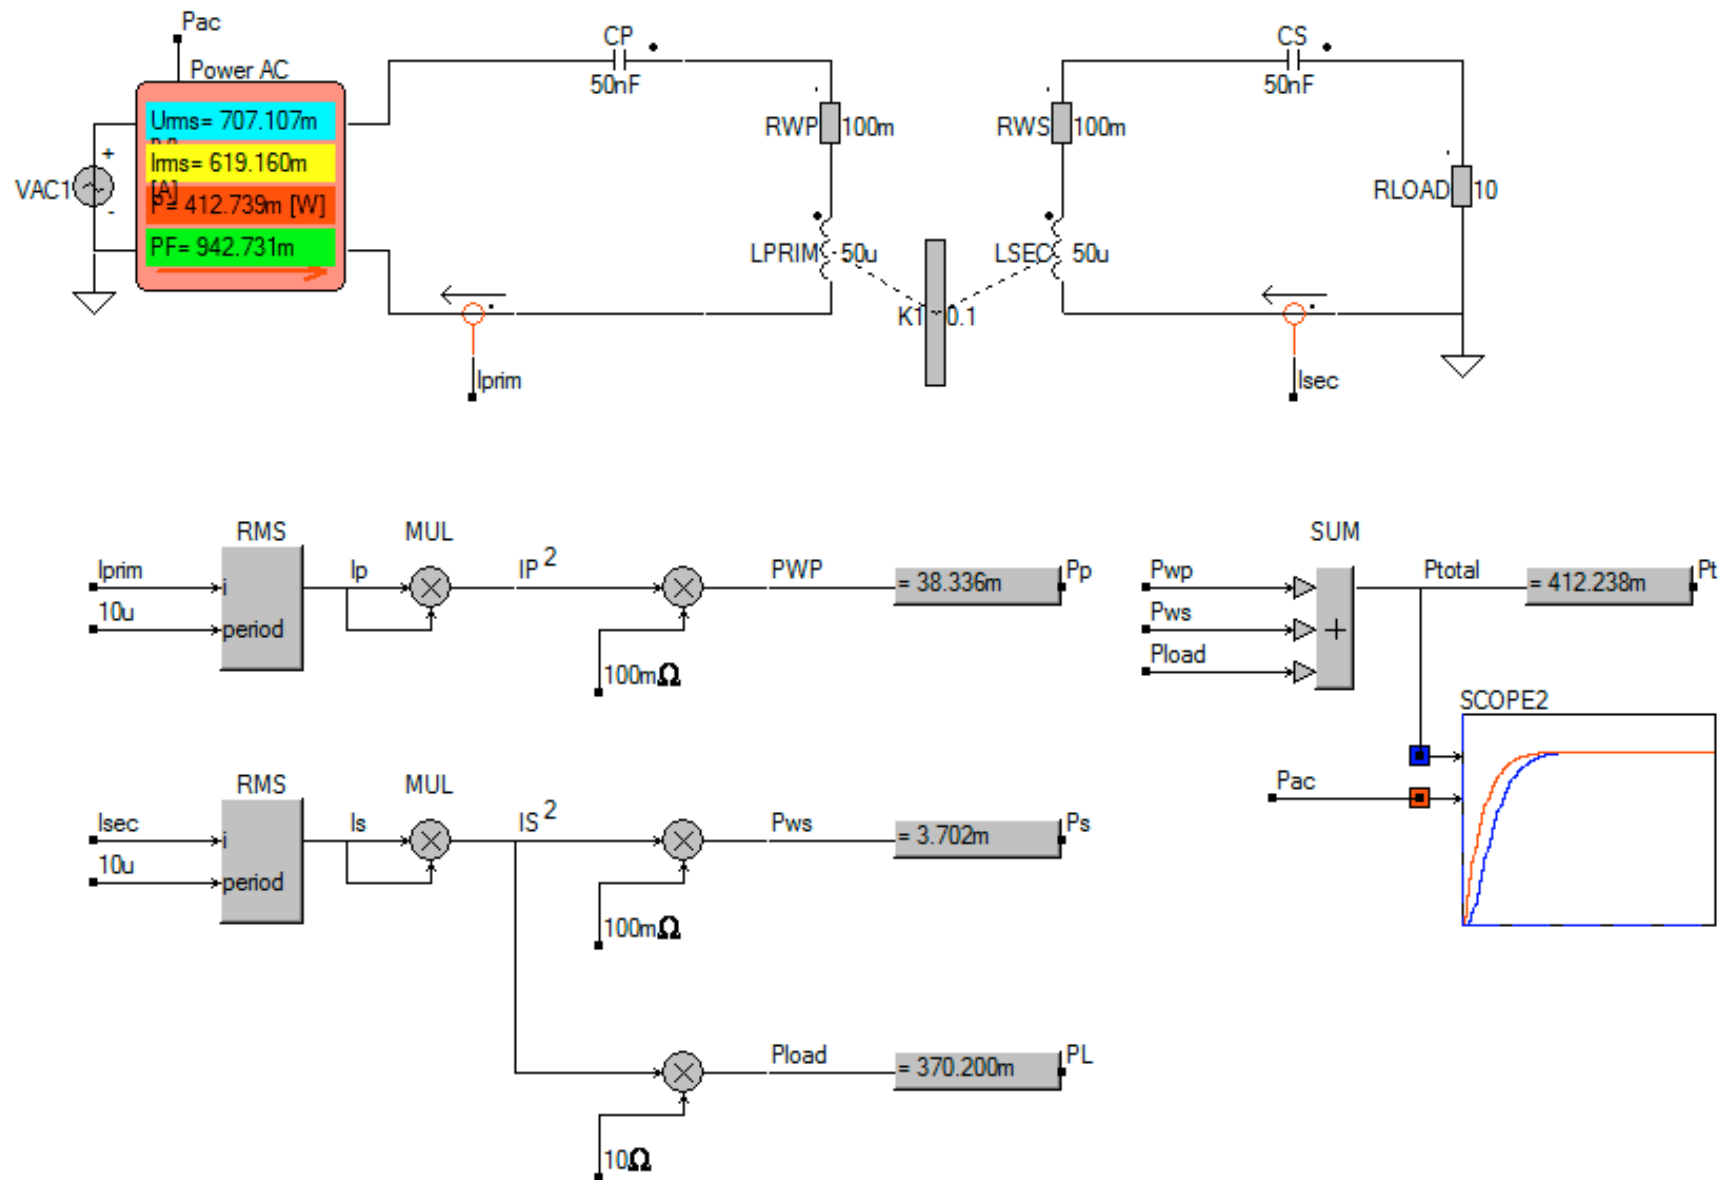 Pac
Power AC
Urms= 707.107m
Irms= 619.160m
[A]
P= 412.739m [W]
PF= 942.731m
VAC1
+
-
CP
50nF
RWP
100m
LPRIM
50u
Iprim
K1
0.1
CS
50nF
RWS
100m
LSEC
50u
RLOAD
10
Isec
RMS
MUL
Iprim
i
10u
period
Ip
IP 2
PWP
= 38.336m
Pp
100mΩ
SUM
Pwp
Pws
Pload
+
Ptotal
= 412.238m
Pt
SCOPE2
Pac
RMS
MUL
Isec
i
10u
period
Is
IS 2
Pws
= 3.702m
Ps
100mΩ
Pload
= 370.200m
PL
10Ω